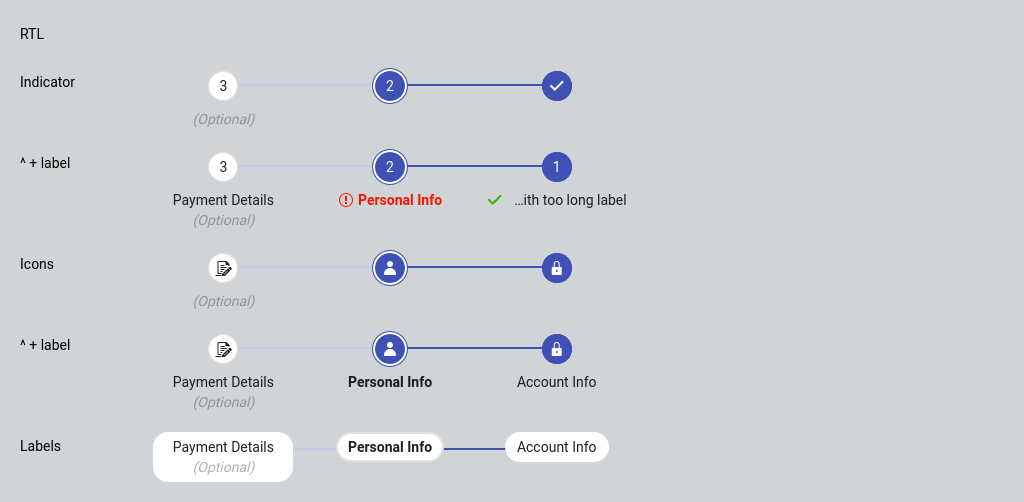 RTL
Indicator
3 2
(Optional)
^ + label
3 2 1
Payment Details Personal Info ...ith too long label
(Optional)
Icons
(Optional)
^ + label
Payment Details Personal Info Account Info
(Optional)
Labels
Payment Details Personal Info Account Info
(Optional)